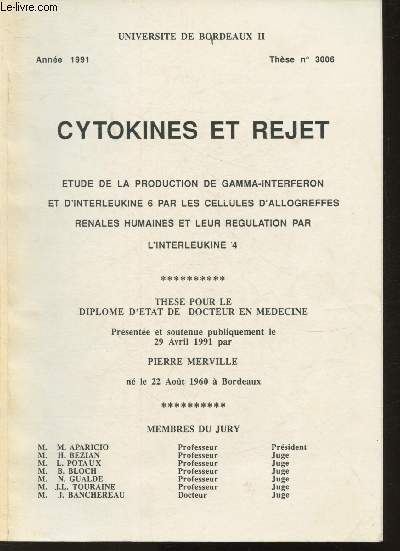 UNIVERSITE DE BORDEAUX II
Année 1991 Thèse n° 3006
CYTOKINES ET REJET
ETUDE DE LA PRODUCTION DE GAMMA-INTERFERON
ET D'INTERLEUKINE 6 PAR LES CELLULES D'ALLOGREFFES
RENALES HUMAINES ET LEUR REGULATION PAR
L'INTERLEUKINE 4
**********
THESE POUR LE
DIPLOME D'ETAT DE DOCTEUR EN MEDECINE
Présentée et soutenue publiquement le
29 Avril 1991 par
PIERRE MERVILLE
né le 22 Août 1960 à Bordeaux
**********
MEMBRES DU JURY
M. M. APARICIO Professeur Président
M. H. BEZIAN Professeur Juge
M. L. POTAUX Professeur Juge
M. B. BLOCH Professeur Juge
M. N. GUALDE Professeur Juge
M. J.L. TOURAINE Professeur Juge
M. J. BANCHEREAU Docteur Juge